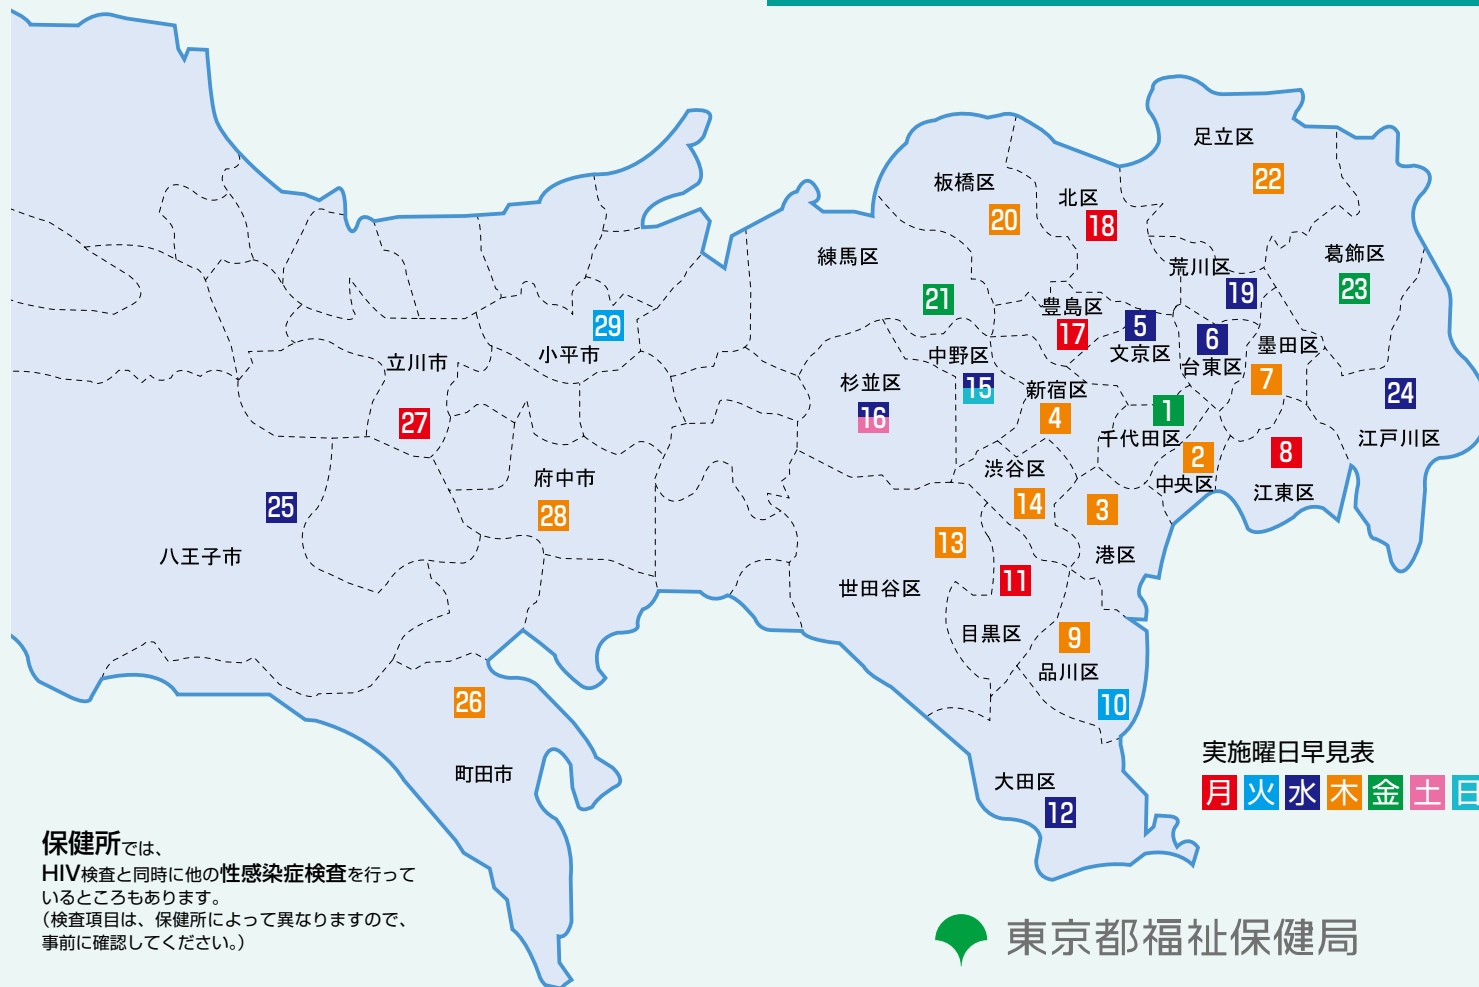 足立区
22
板橋区
北区
20
18
練馬区
荒川区
葛飾区
21
19
23
豊島区
17
5
文京区
6
台東区
墨田区
7
29
小平市
立川市
27
中野区
15
杉並区
16
新宿区
4
1
千代田区
24
江戸川区
2
中央区
8
江東区
渋谷区
14
3
港区
府中市
28
25
八王子市
13
世田谷区
11
目黒区
9
品川区
10
26
町田市
大田区
12
実施曜日早見表
月 火 水 木 金 土 日
保健所では、
HIV検査と同時に他の性感染症検査を行って
いるところもあります。
（検査項目は、保健所によって異なりますので、
事前に確認してください。）
東京都福祉保健局